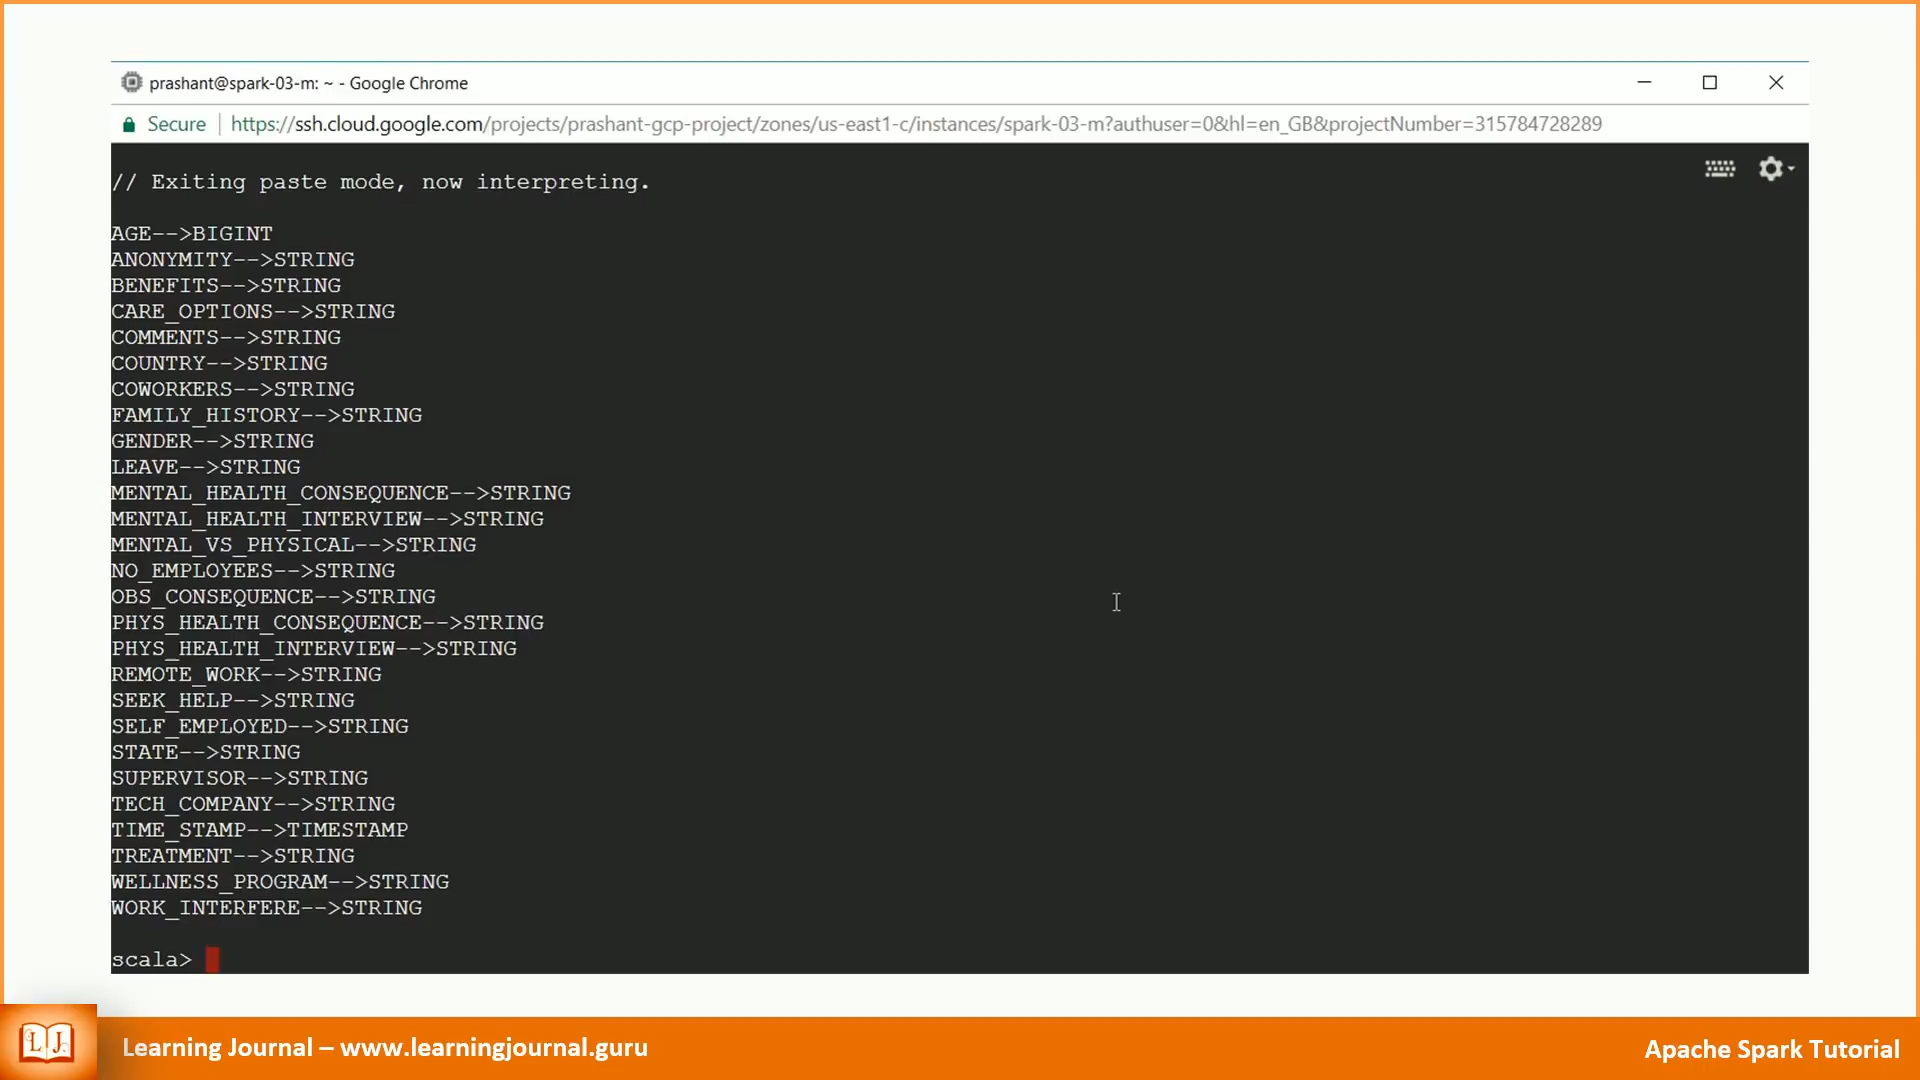 prashant@spark-03-m: ~ - Google Chrome
Secure | https://ssh.cloud.google.com/projects/prashant-gcp-project/zones/us-east1-c/instances/spark-03-m?authuser=0&hl=en_GB&projectNumber=315784728289
// Exiting paste mode, now interpreting.
AGE-->BIGINT
ANONYMITY-->STRING
BENEFITS-->STRING
CARE_OPTIONS-->STRING
COMMENTS-->STRING
COUNTRY-->STRING
COWORKERS-->STRING
FAMILY_HISTORY-->STRING
GENDER-->STRING
LEAVE-->STRING
MENTAL_HEALTH_CONSEQUENCE-->STRING
MENTAL_HEALTH_INTERVIEW-->STRING
MENTAL_VS_PHYSICAL-->STRING
NO_EMPLOYEES-->STRING
OBS_CONSEQUENCE-->STRING
PHYS_HEALTH_CONSEQUENCE-->STRING
PHYS_HEALTH_INTERVIEW-->STRING
REMOTE_WORK-->STRING
SEEK_HELP-->STRING
SELF_EMPLOYED-->STRING
STATE-->STRING
SUPERVISOR-->STRING
TECH_COMPANY-->STRING
TIME_STAMP-->TIMESTAMP
TREATMENT-->STRING
WELLNESS_PROGRAM-->STRING
WORK_INTERFERE-->STRING
scala>
LJ
Learning Journal – www.learningjournal.guru
Apache Spark Tutorial